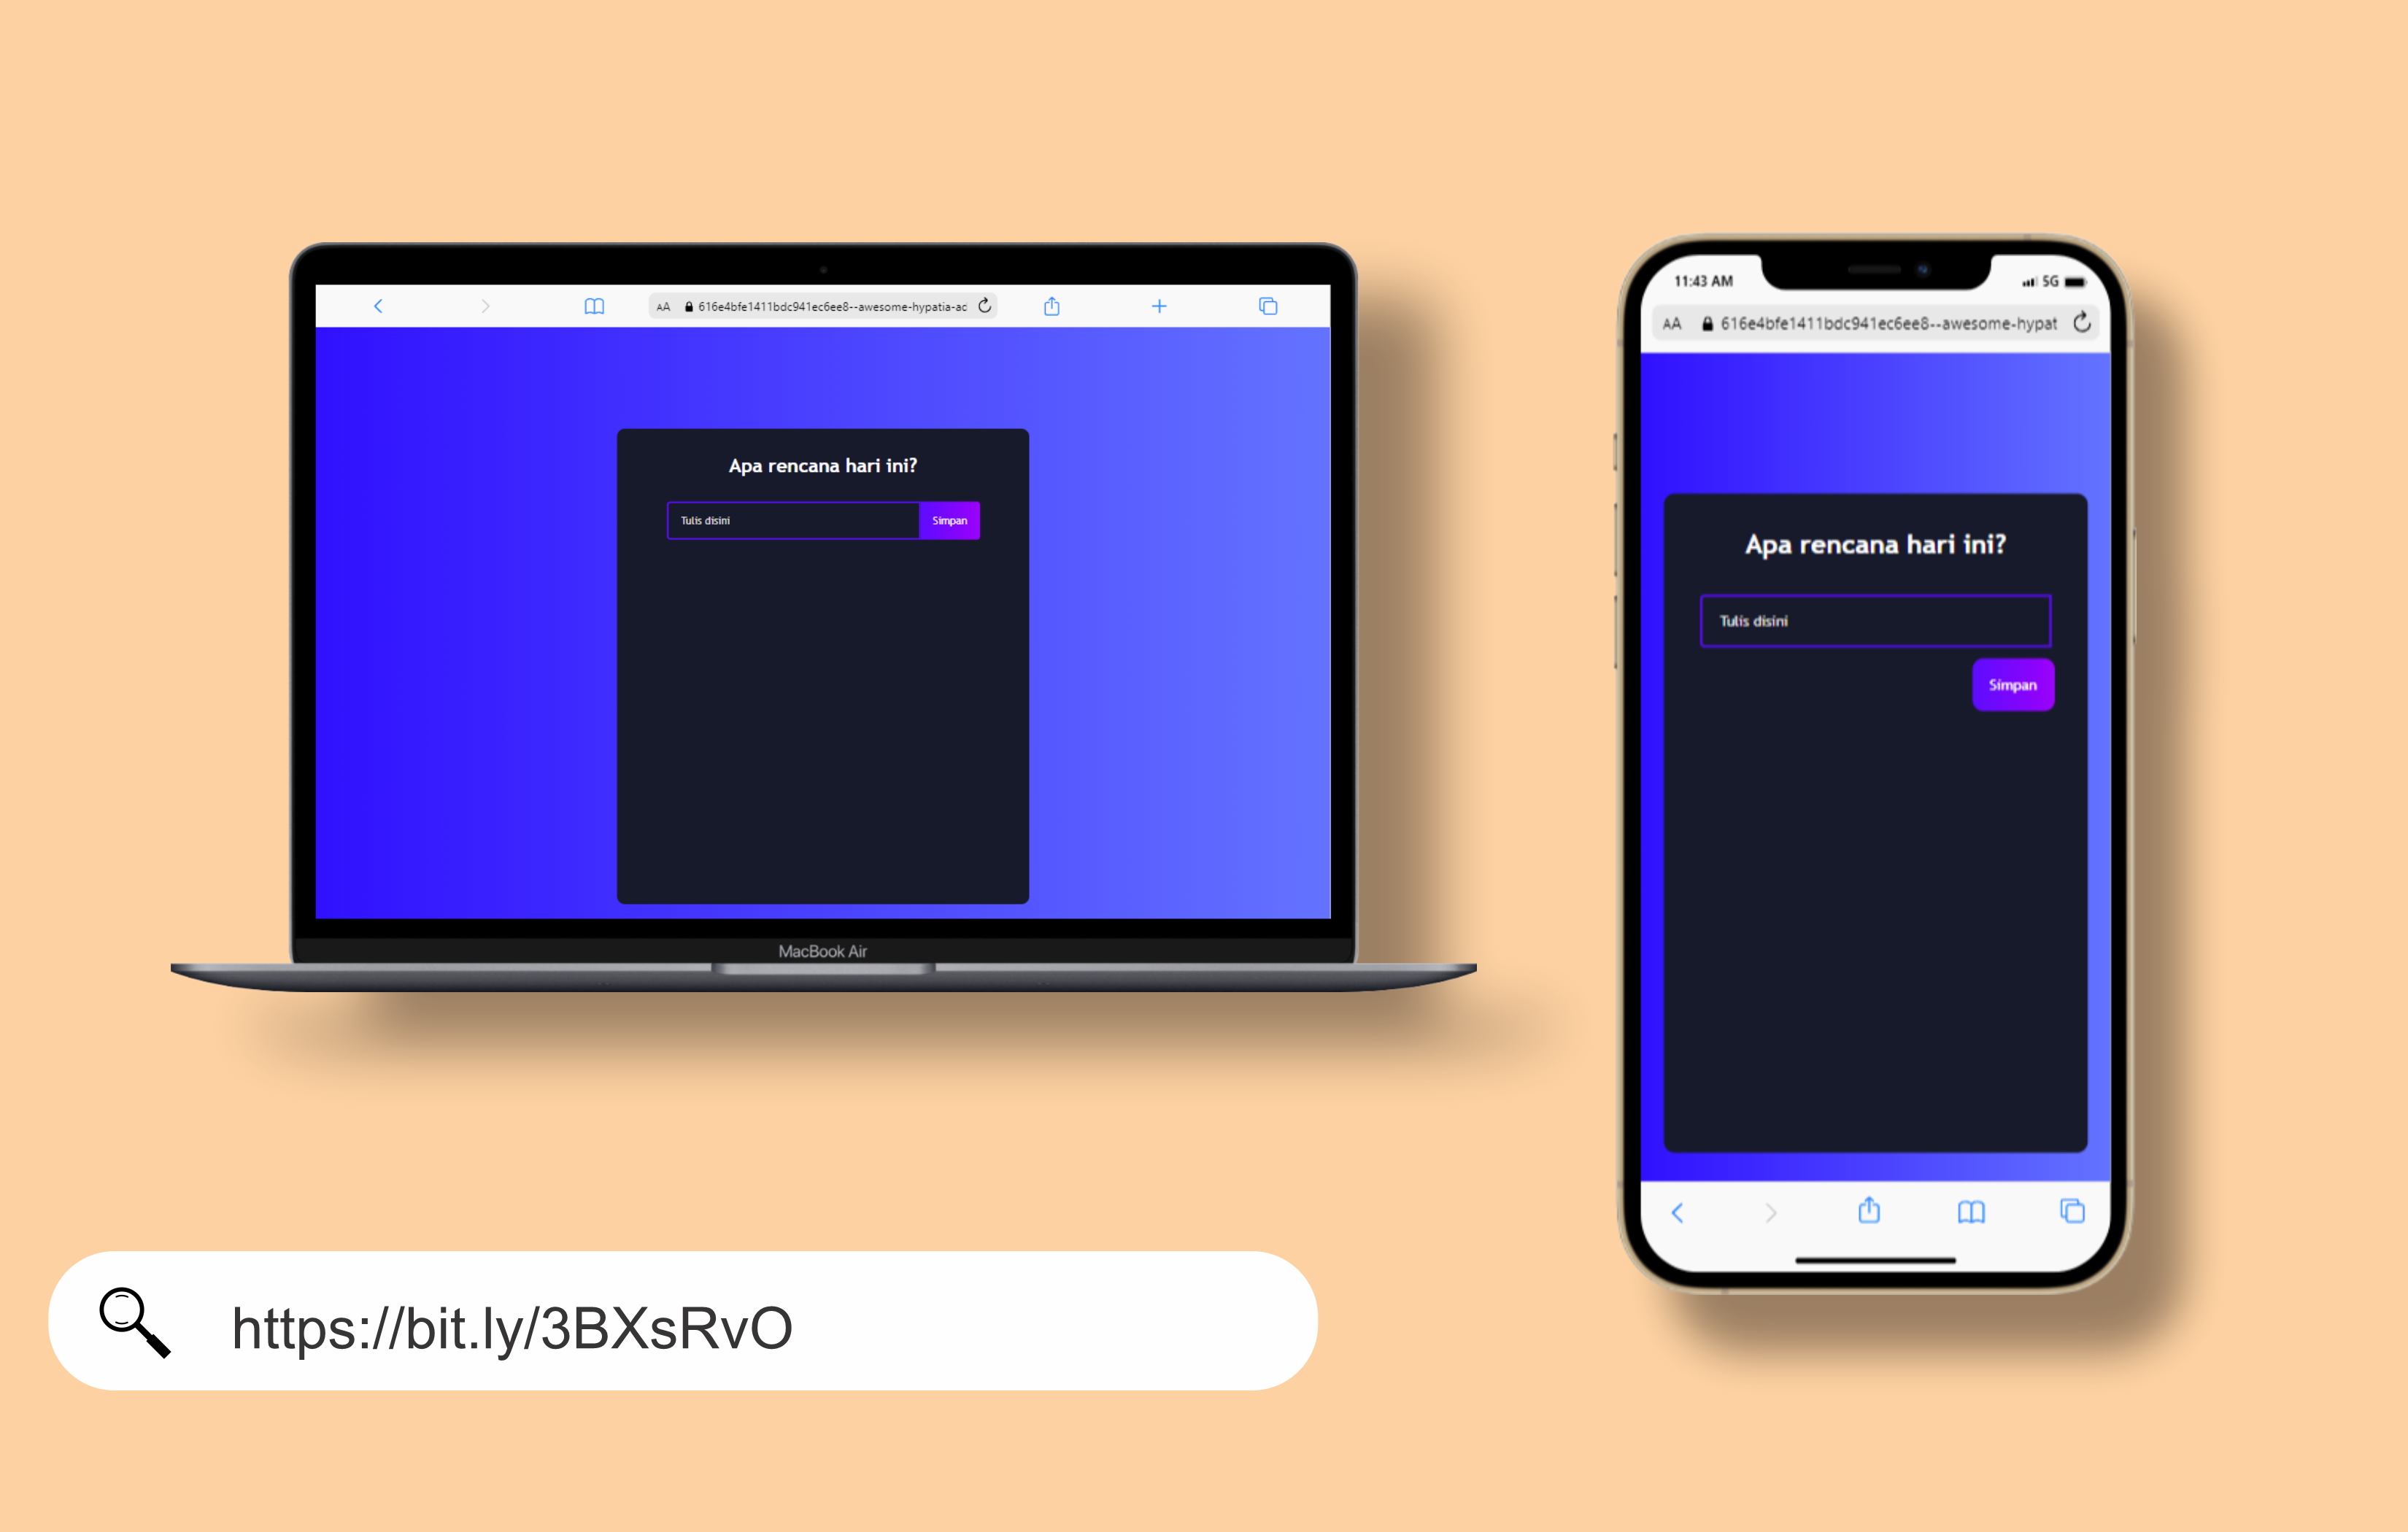 AA 616e4bfe1411bdc941ec6ee8--awesome-hypatia-ac
Apa rencana hari ini?
Tulis disini
Simpan
MacBook Air
11:43 AM
5G
AA 616e4bfe1411bdc941ec6ee8--awesome-hypat
Apa rencana hari ini?
Tulis disini
Simpan
https://bit.ly/3BXsRvO